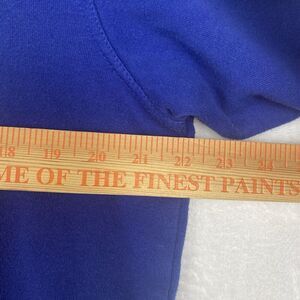 18 19 20 21 22 23 24
ME OF THE FINEST PAINTS